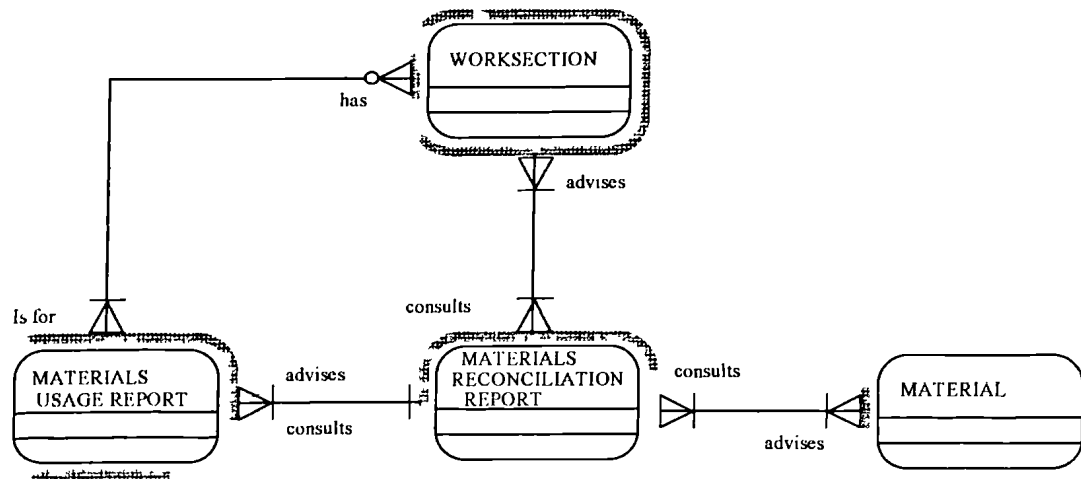 WORKSECTION
has
advises
Is for
consults
MATERIALS
USAGE REPORT
advises
consults
MATERIALS
RECONCILIATION
REPORT
consults
advises
MATERIAL